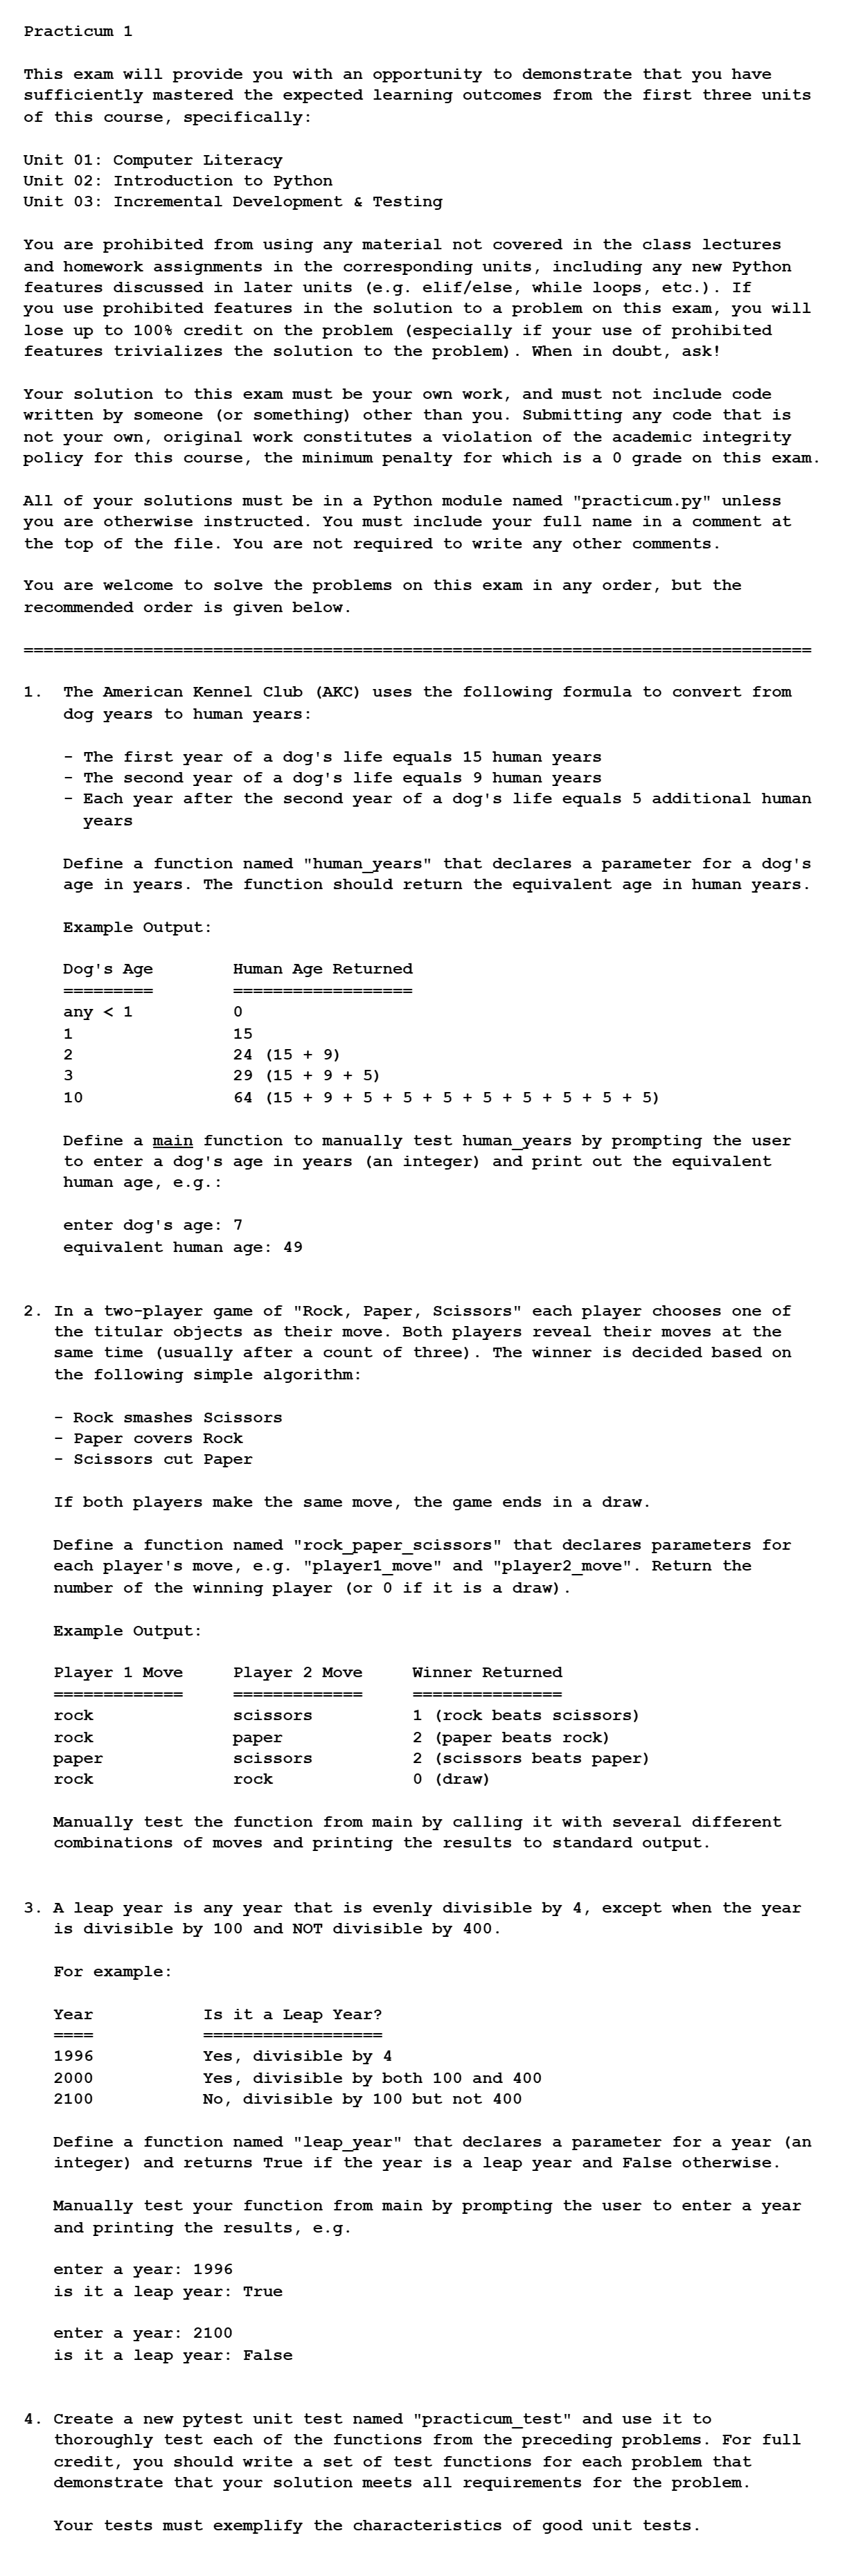 Practicum 1
This exam will provide you with an opportunity to demonstrate that you have
sufficiently mastered the expected learning outcomes from the first three units
of this course, specifically:
Unit 01: Computer Literacy
Unit 02: Introduction to Python
Unit 03: Incremental Development & Testing
You are prohibited from using any material not covered in the class lectures
and homework assignments in the corresponding units, including any new Python
features discussed in later units (e.g. elif/else, while loops, etc.). If
you use prohibited features in the solution to a problem on this exam, you will
lose up to 100% credit on the problem (especially if your use of prohibited
features trivializes the solution to the problem). When in doubt, ask!
Your solution to this exam must be your own work, and must not include code
written by someone (or something) other than you. Submitting any code that is
not your own, original work constitutes a violation of the academic integrity
policy for this course, the minimum penalty for which is a 0 grade on this exam.
All of your solutions must be in a Python module named "practicum.py" unless
you are otherwise instructed. You must include your full name in a comment at
the top of the file. You are not required to write any other comments.
You are welcome to solve the problems on this exam in any order, but the
recommended order is given below.
===============================================================================
1.  The American Kennel Club (AKC) uses the following formula to convert from
    dog years to human years:
    - The first year of a dog's life equals 15 human years
    - The second year of a dog's life equals 9 human years
    - Each year after the second year of a dog's life equals 5 additional human
      years
    Define a function named "human_years" that declares a parameter for a dog's
    age in years. The function should return the equivalent age in human years.
    Example Output:
    Dog's Age        Human Age Returned
    =========        ==================
    any < 1          0
    1                15
    2                24 (15 + 9)
    3                29 (15 + 9 + 5)
    10               64 (15 + 9 + 5 + 5 + 5 + 5 + 5 + 5 + 5 + 5)
    Define a main function to manually test human_years by prompting the user
    to enter a dog's age in years (an integer) and print out the equivalent
    human age, e.g.:
    enter dog's age: 7
    equivalent human age: 49
2. In a two-player game of "Rock, Paper, Scissors" each player chooses one of
   the titular objects as their move. Both players reveal their moves at the
   same time (usually after a count of three). The winner is decided based on
   the following simple algorithm:
   - Rock smashes Scissors
   - Paper covers Rock
   - Scissors cut Paper
   If both players make the same move, the game ends in a draw.
   Define a function named "rock_paper_scissors" that declares parameters for
   each player's move, e.g. "player1_move" and "player2_move". Return the
   number of the winning player (or 0 if it is a draw).
   Example Output:
   Player 1 Move     Player 2 Move     Winner Returned
   =============     =============     ===============
   rock              scissors          1 (rock beats scissors)
   rock              paper             2 (paper beats rock)
   paper             scissors          2 (scissors beats paper)
   rock              rock              0 (draw)
   Manually test the function from main by calling it with several different
   combinations of moves and printing the results to standard output.
3. A leap year is any year that is evenly divisible by 4, except when the year
   is divisible by 100 and NOT divisible by 400.
   For example:
   Year           Is it a Leap Year?
   ====           ==================
   1996           Yes, divisible by 4
   2000           Yes, divisible by both 100 and 400
   2100           No, divisible by 100 but not 400
   Define a function named "leap_year" that declares a parameter for a year (an
   integer) and returns True if the year is a leap year and False otherwise.
   Manually test your function from main by prompting the user to enter a year
   and printing the results, e.g.
   enter a year: 1996
   is it a leap year: True
   enter a year: 2100
   is it a leap year: False
4. Create a new pytest unit test named "practicum_test" and use it to
   thoroughly test each of the functions from the preceding problems. For full
   credit, you should write a set of test functions for each problem that
   demonstrate that your solution meets all requirements for the problem.
   Your tests must exemplify the characteristics of good unit tests.